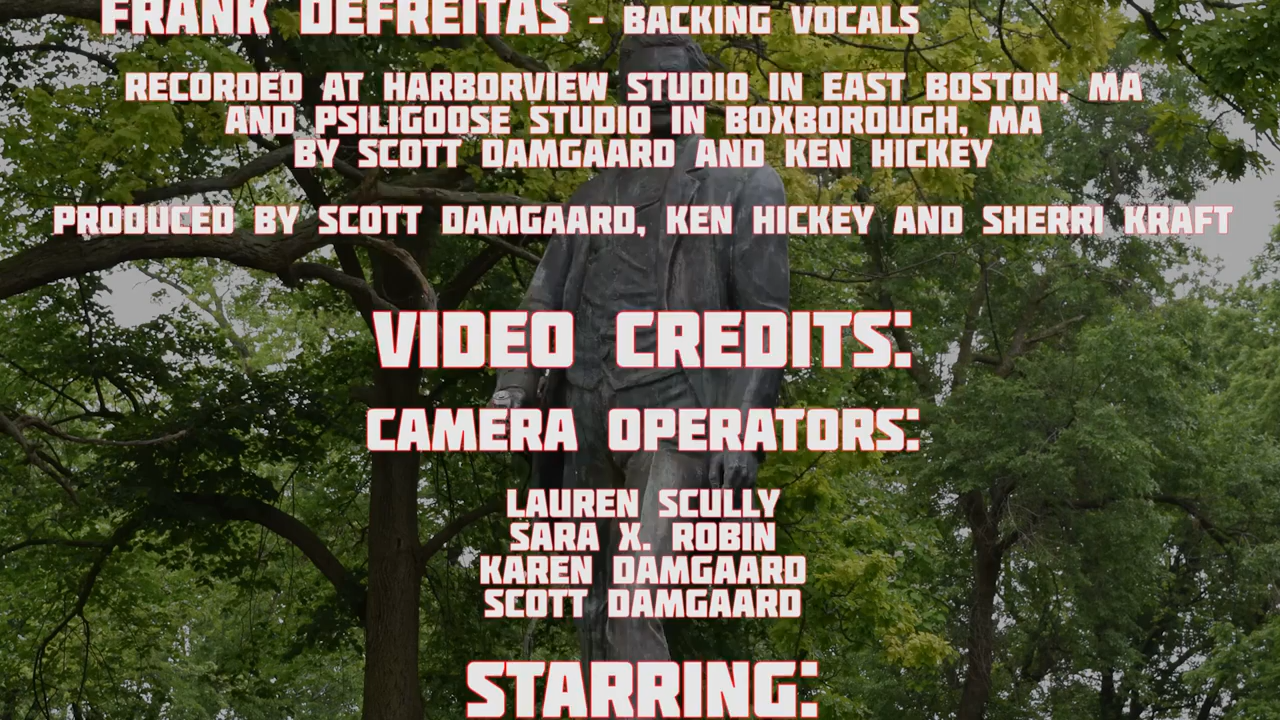 FRANK DEFREITAS - BACKING VOCALS
RECORDED AT HARBORVIEW STUDIO IN EAST BOSTON, MA
AND PSILIGOOSE STUDIO IN BOXBOROUGH, MA
BY SCOTT DAMGAARD AND KEN HICKEY
PRODUCED BY SCOTT DAMGAARD, KEN HICKEY AND SHERRI KRAFT
VIDEO CREDITS:
CAMERA OPERATORS:
LAUREN SCULLY
SARA X. ROBIN
KAREN DAMGAARD
SCOTT DAMGAARD
STARRING: